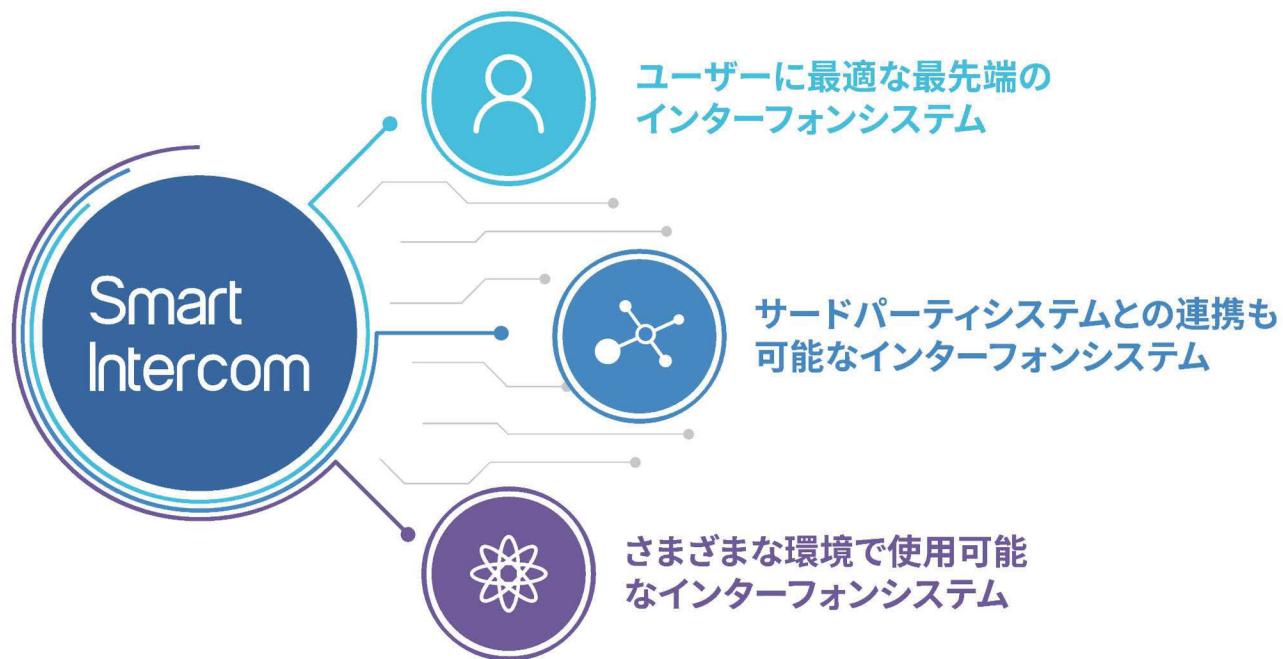 Smart
Intercom
ユーザーに最適な最先端の
インターフォンシステム
サードパーティシステムとの連携も
可能なインターフォンシステム
さまざまな環境で使用可能
なインターフォンシステム